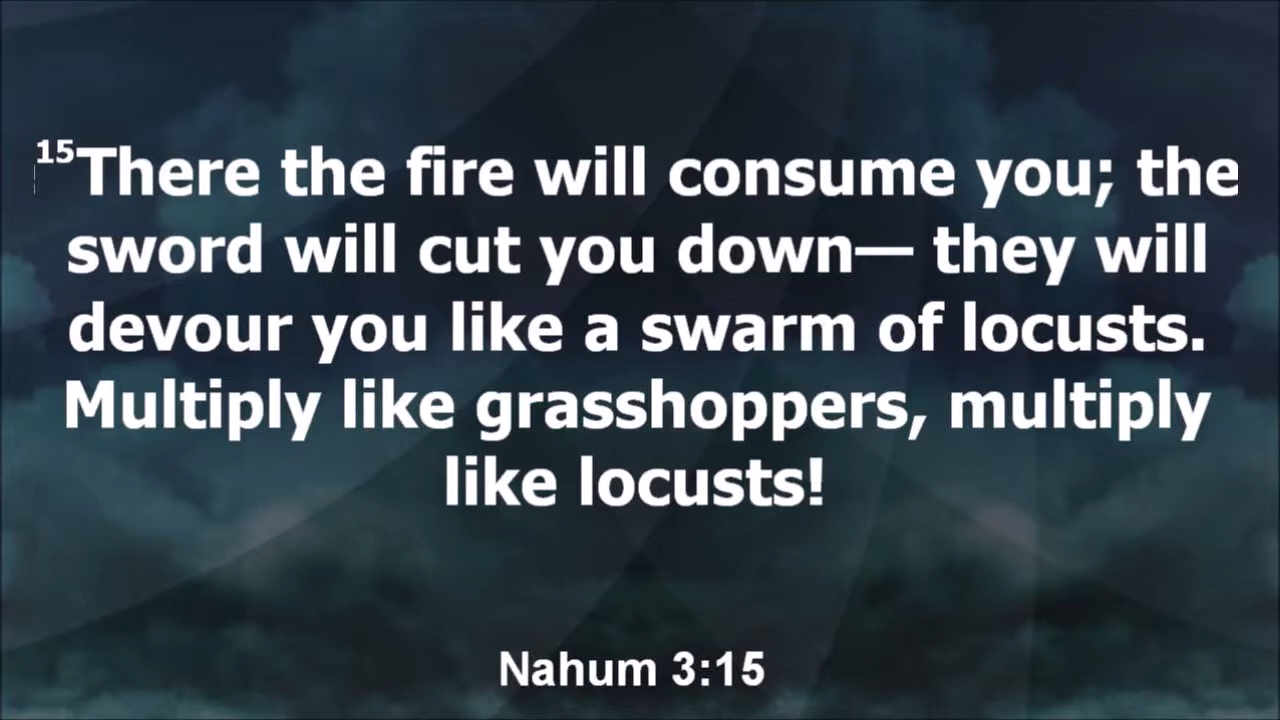 15There the fire will consume you; the
sword will cut you down— they will
devour you like a swarm of locusts.
Multiply like grasshoppers, multiply
like locusts!
Nahum 3:15